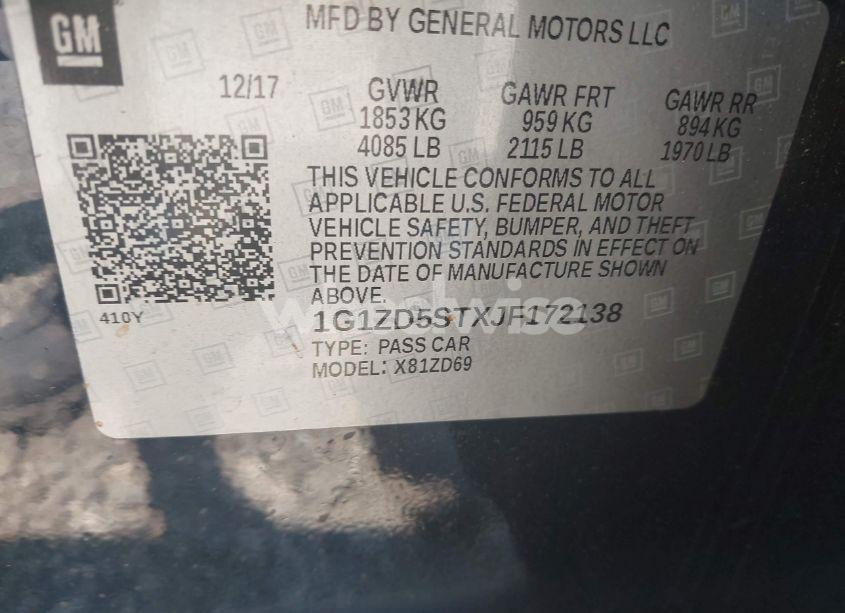 GM
MFD BY GENERAL MOTORS LLC
12/17 GVWR GAWR FRT GAWR RR
1853 KG 959 KG 894 KG
4085 LB 2115 LB 1970 LB
THIS VEHICLE CONFORMS TO ALL
APPLICABLE U.S. FEDERAL MOTOR
VEHICLE SAFETY, BUMPER, AND THEFT
PREVENTION STANDARDS IN EFFECT ON
THE DATE OF MANUFACTURE SHOWN
ABOVE.
410Y
1G1ZD5STXJF172138
TYPE: PASS CAR
MODEL: X81ZD69